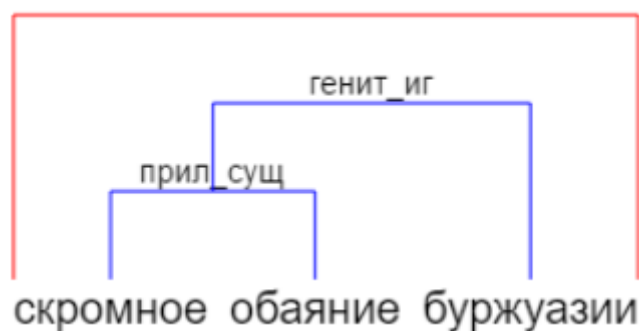 генит_иг
прил_сущ
скромное обаяние буржуазии